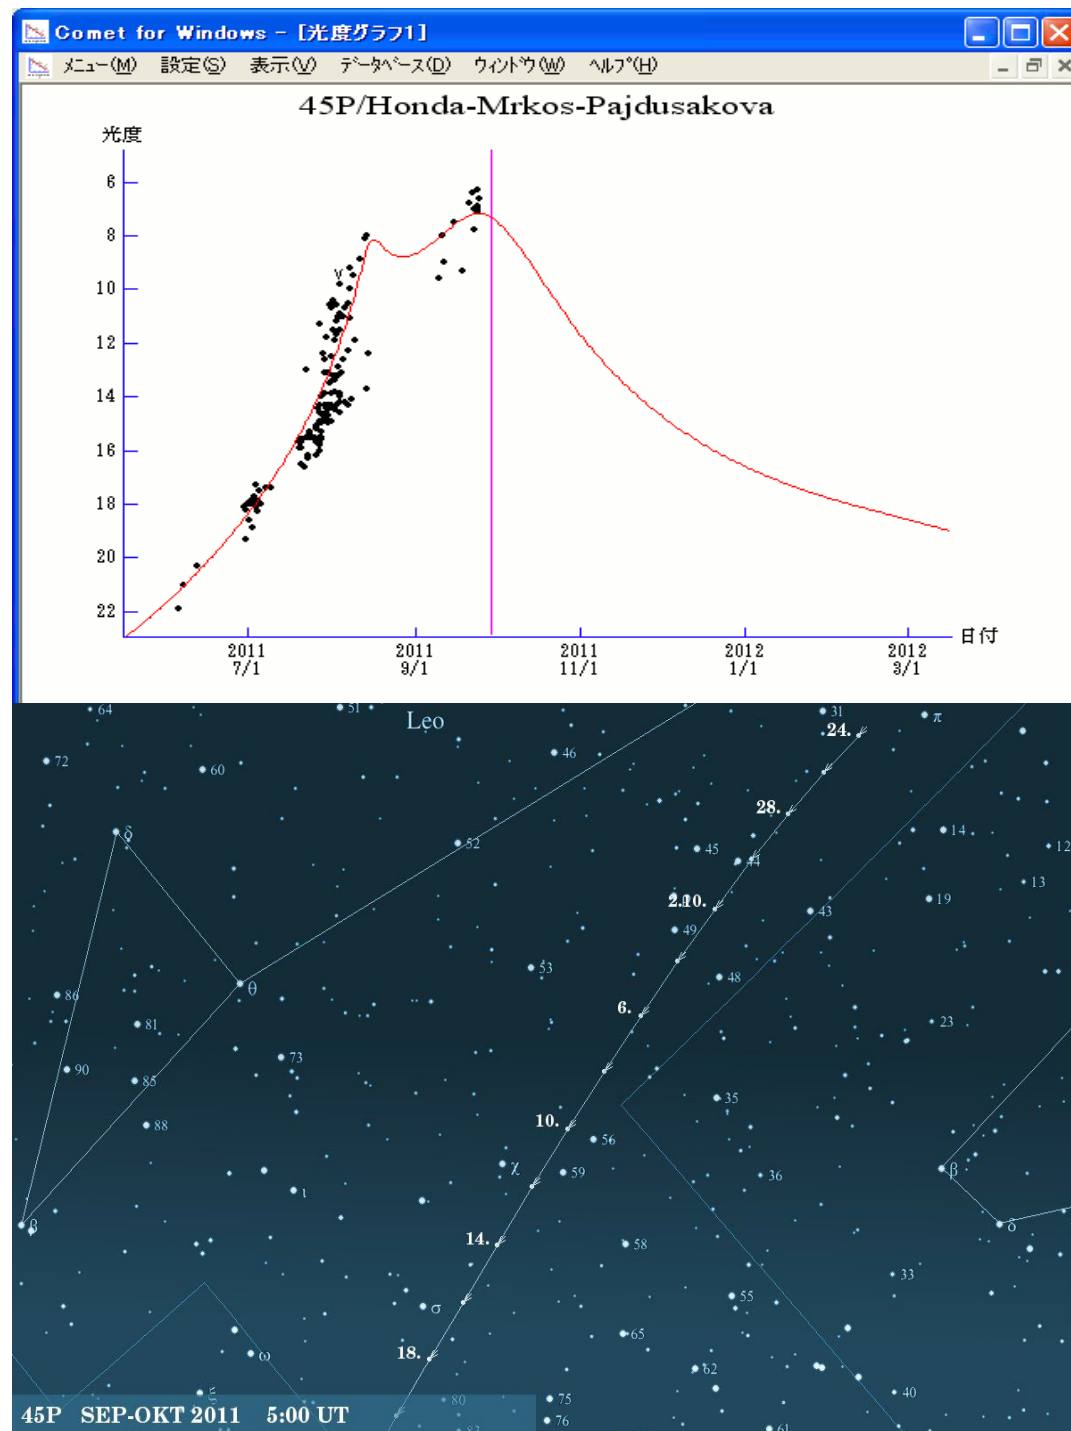 Comet for Windows - [光度グラフ1]
メニュー(M) 設定(S) 表示(V) データベース(D) ウィンドウ(W) ヘルプ(H)
45P/Honda-Mrkos-Pajdusakova
光度
6
8
10
12
14
16
18
20
22
v
日付
2011 2011 2011 2012 2012
7/1 9/1 11/1 1/1 3/1
64 51 Leo 31 π
24.
72 60 46
28.
δ 52 45 44 14 12
13
2.10. 43 19
49
53 48
θ
86 6. 23
81
73
90 85 35
88 10. 56
χ 59 36 β
ι
β 14. 58 δ
33
σ 55
65
18. 62
ω
ξ 80 75 40
45P SEP-OKT 2011 5:00 UT
76 61